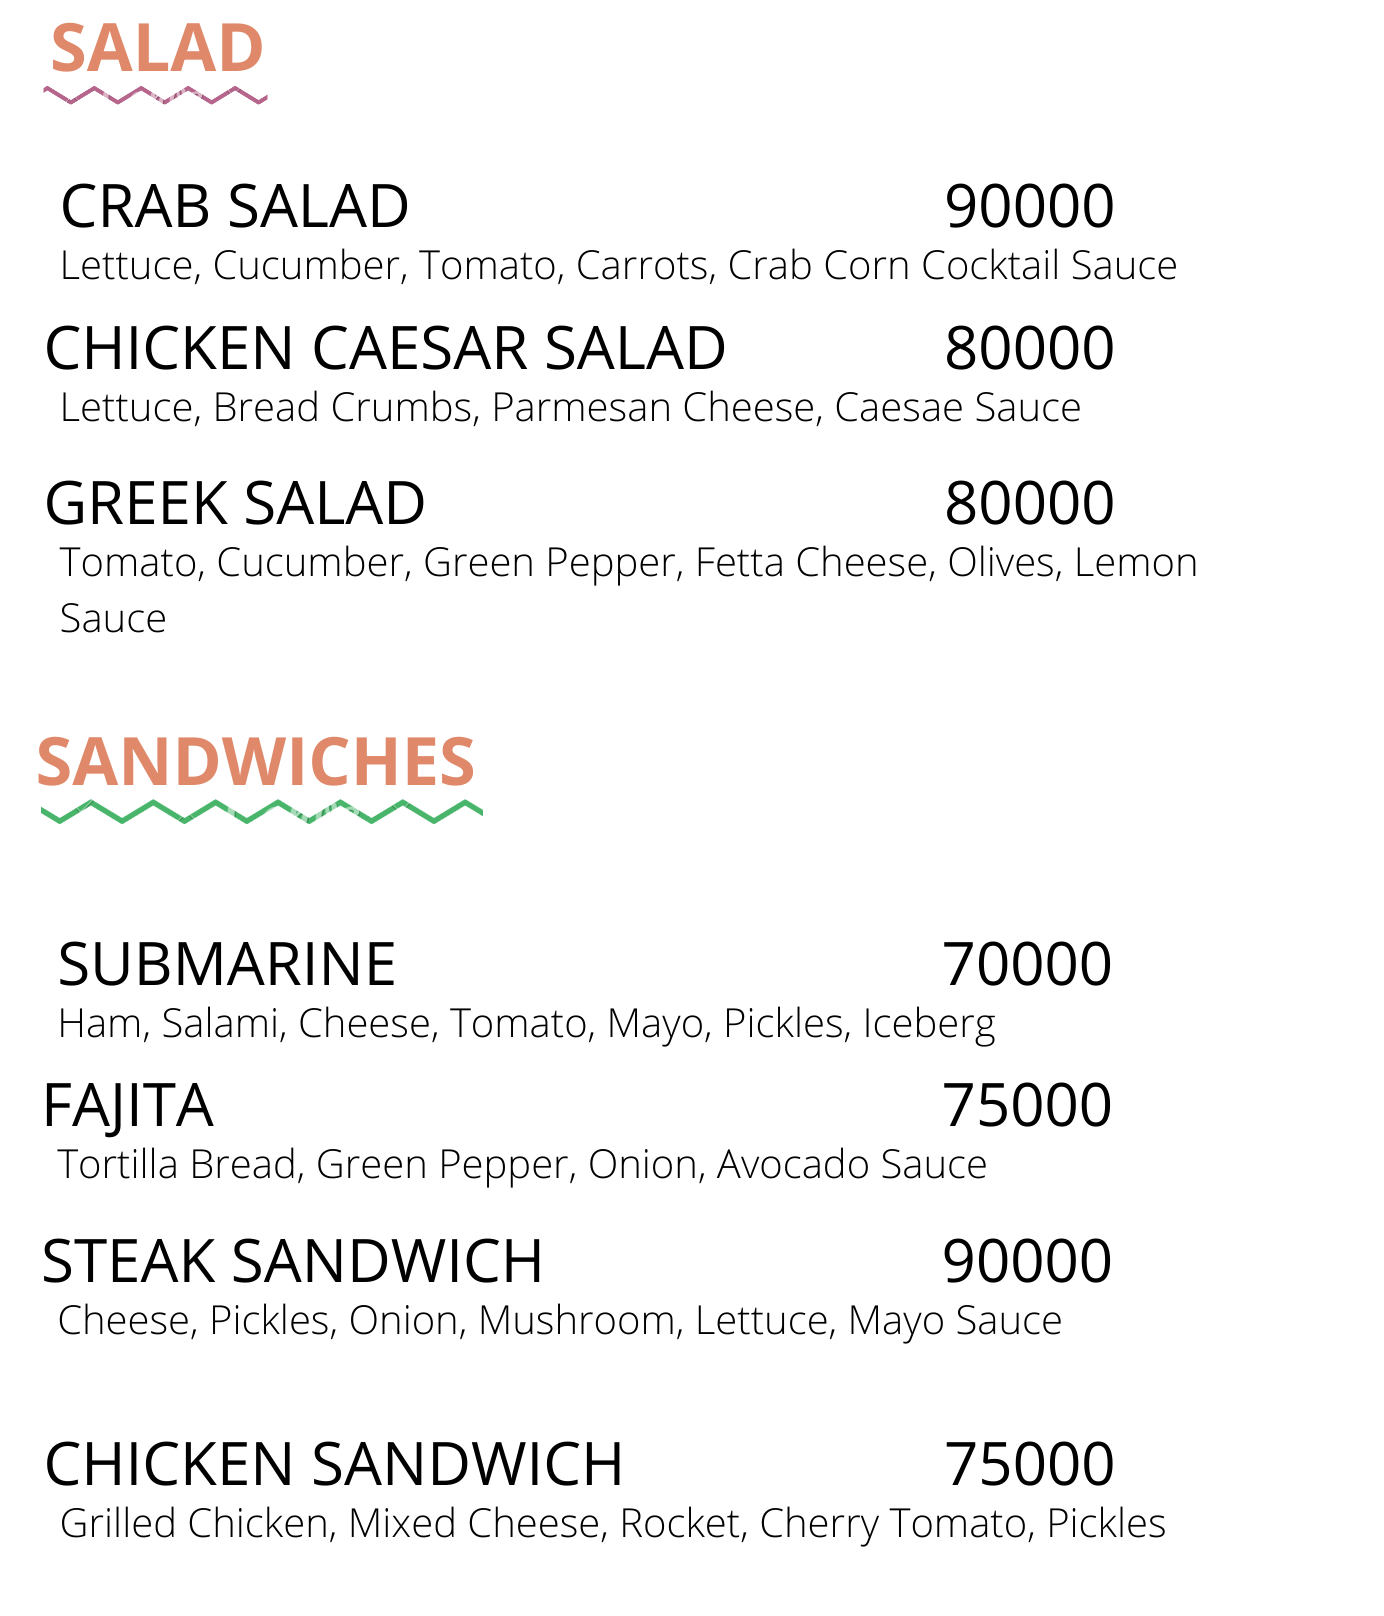 SALAD
CRAB SALAD 90000
Lettuce, Cucumber, Tomato, Carrots, Crab Corn Cocktail Sauce
CHICKEN CAESAR SALAD 80000
Lettuce, Bread Crumbs, Parmesan Cheese, Caesae Sauce
GREEK SALAD 80000
Tomato, Cucumber, Green Pepper, Fetta Cheese, Olives, Lemon
Sauce
SANDWICHES
SUBMARINE 70000
Ham, Salami, Cheese, Tomato, Mayo, Pickles, Iceberg
FAJITA 75000
Tortilla Bread, Green Pepper, Onion, Avocado Sauce
STEAK SANDWICH 90000
Cheese, Pickles, Onion, Mushroom, Lettuce, Mayo Sauce
CHICKEN SANDWICH 75000
Grilled Chicken, Mixed Cheese, Rocket, Cherry Tomato, Pickles